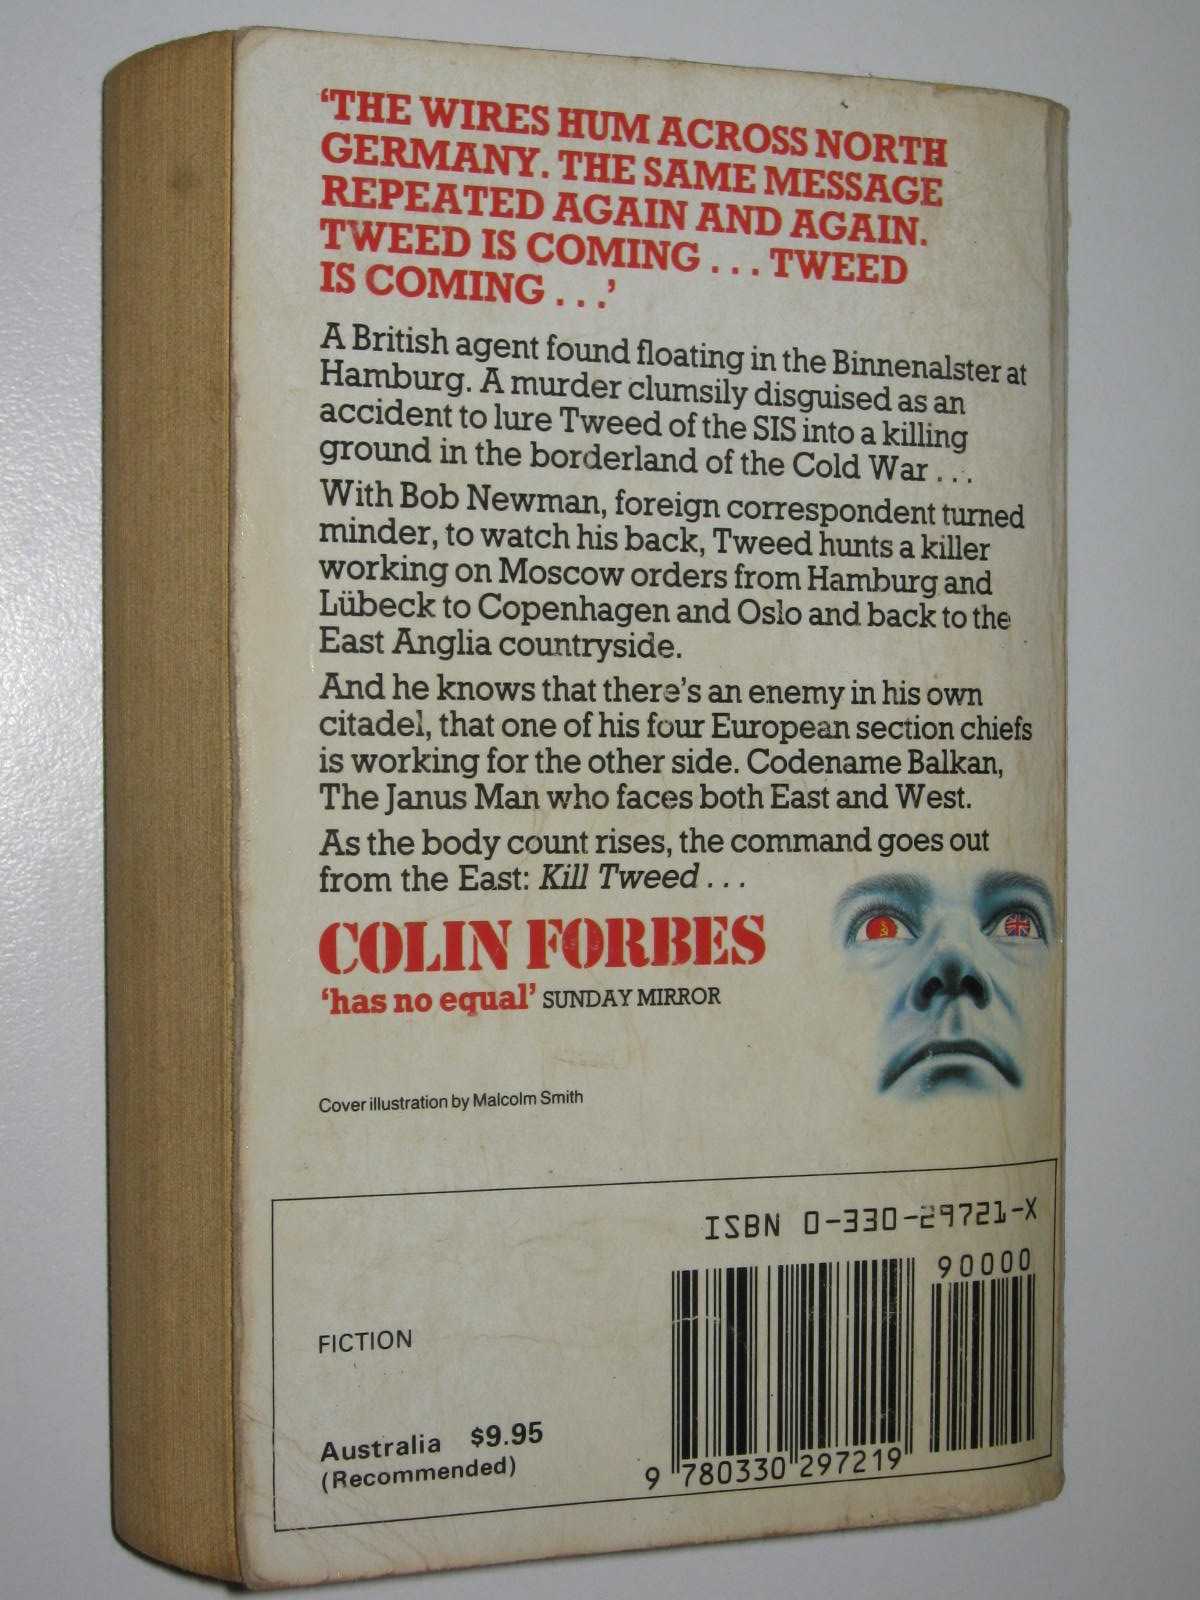 ‘THE WIRES HUM ACROSS NORTH
GERMANY. THE SAME MESSAGE
REPEATED AGAIN AND AGAIN.
TWEED IS COMING . . . TWEED
IS COMING . . .’
A British agent found floating in the Binnenalster at
Hamburg. A murder clumsily disguised as an
accident to lure Tweed of the SIS into a killing
ground in the borderland of the Cold War . . .
With Bob Newman, foreign correspondent turned
minder, to watch his back, Tweed hunts a killer
working on Moscow orders from Hamburg and
Lübeck to Copenhagen and Oslo and back to the
East Anglia countryside.
And he knows that there's an enemy in his own
citadel, that one of his four European section chiefs
is working for the other side. Codename Balkan,
The Janus Man who faces both East and West.
As the body count rises, the command goes out
from the East: Kill Tweed . . .
COLIN FORBES
‘has no equal’ SUNDAY MIRROR
Cover illustration by Malcolm Smith
ISBN 0-330-29721-X
90000
FICTION
Australia $9.95
(Recommended)
9 780330 297219